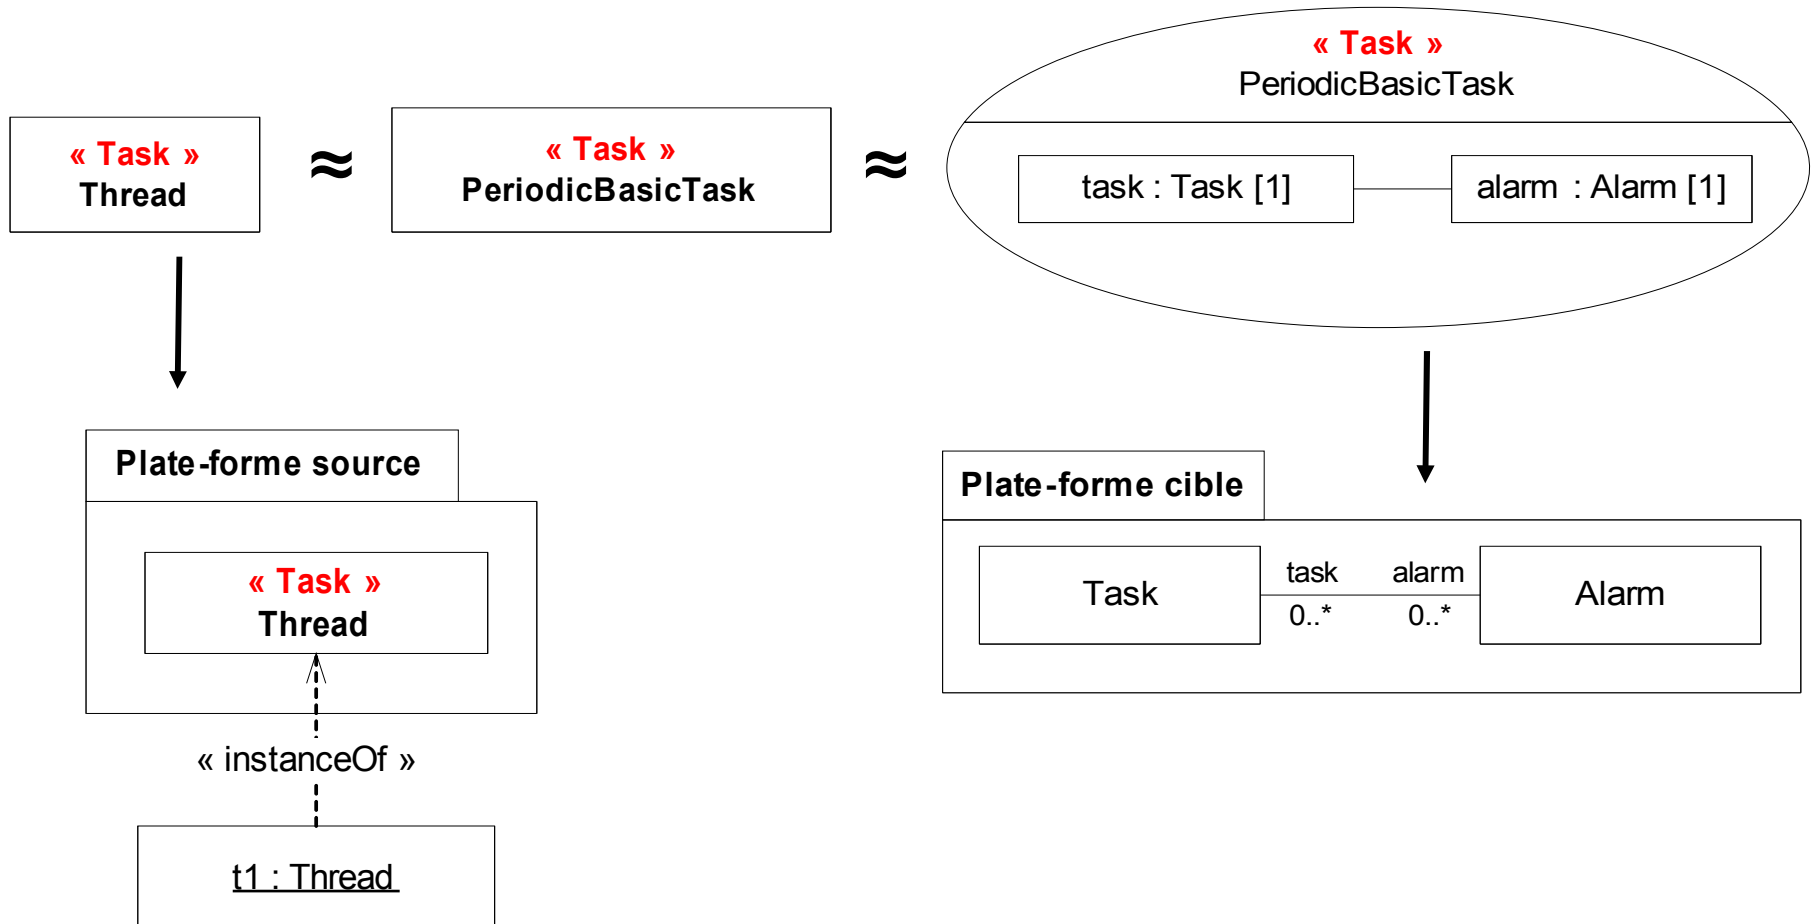 « Task »
PeriodicBasicTask
« Task »
Thread
≈
« Task »
PeriodicBasicTask
≈
task : Task [1]
alarm : Alarm [1]
Plate-forme source
« Task »
Thread
« instanceOf »
t1 : Thread
Plate-forme cible
Task
task
0..*
alarm
0..*
Alarm